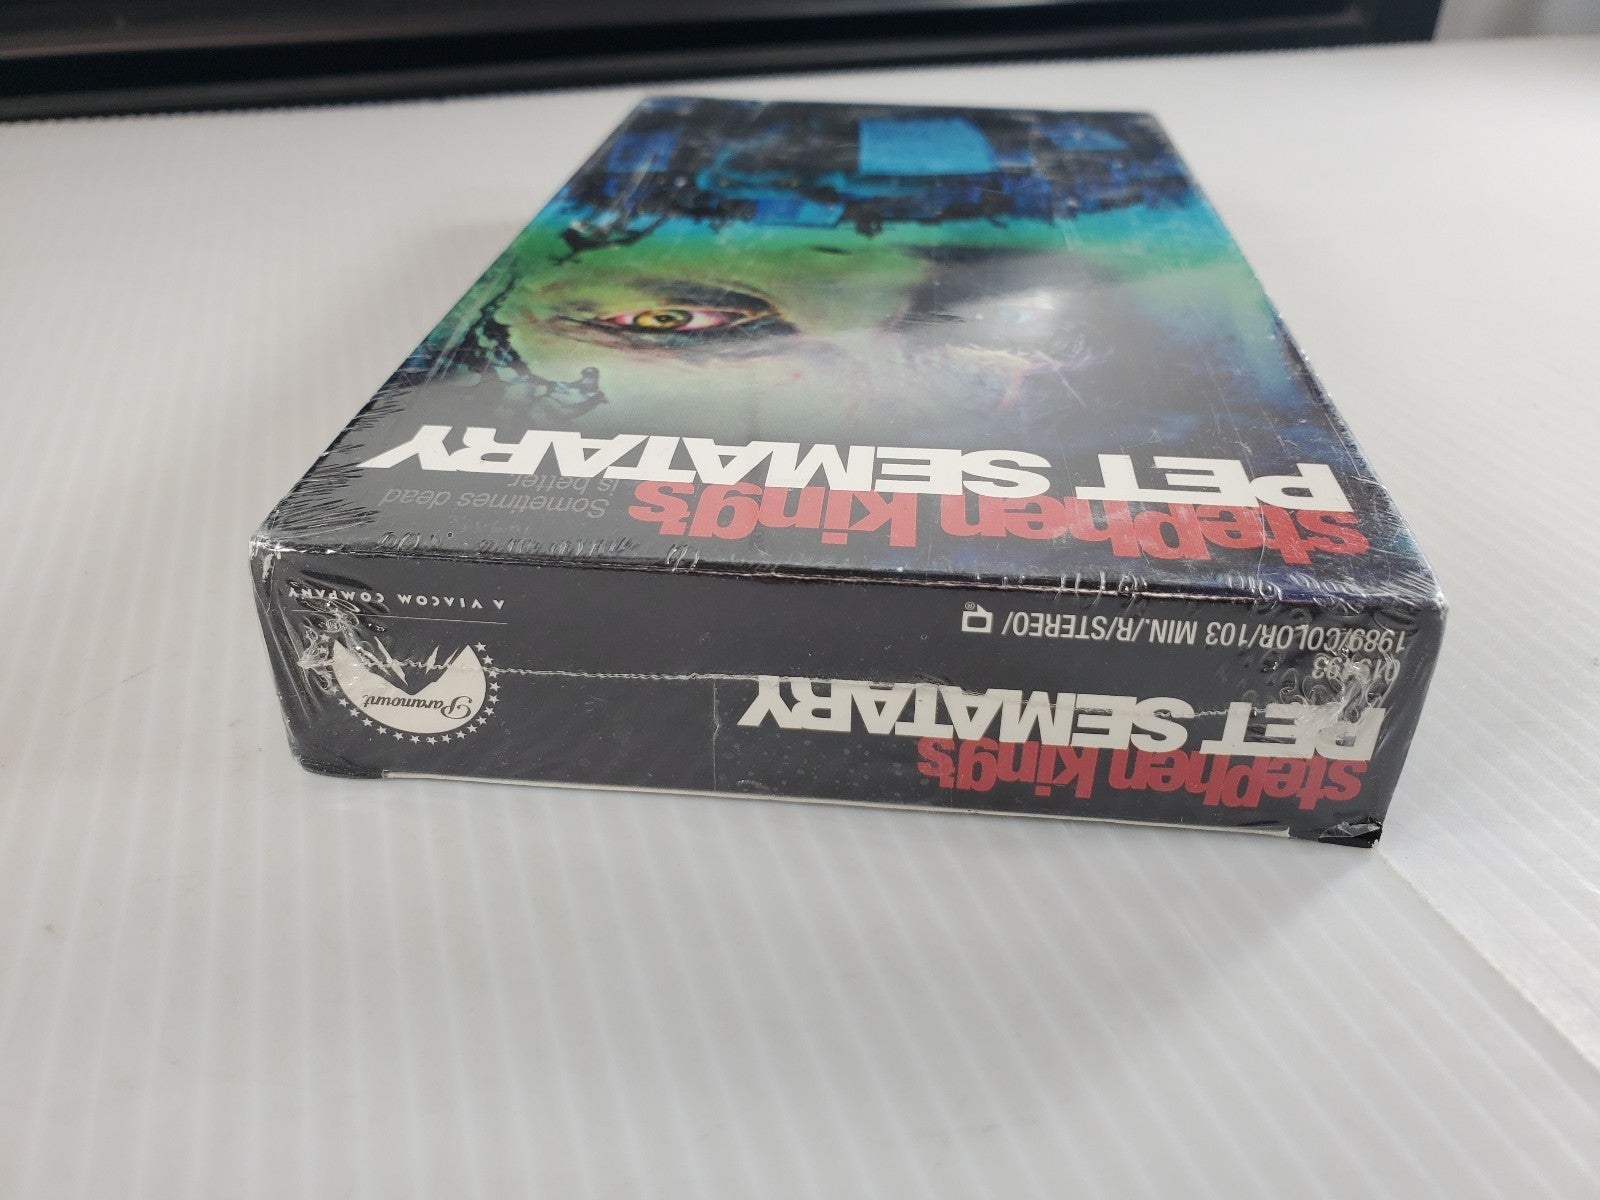 stephen king's
PET SEMATARY
Sometimes dead
is better
stephen king's
PET SEMATARY
1989/COLOR/103 MIN./R/STEREO/
®
Paramount
A VIACOM COMPANY